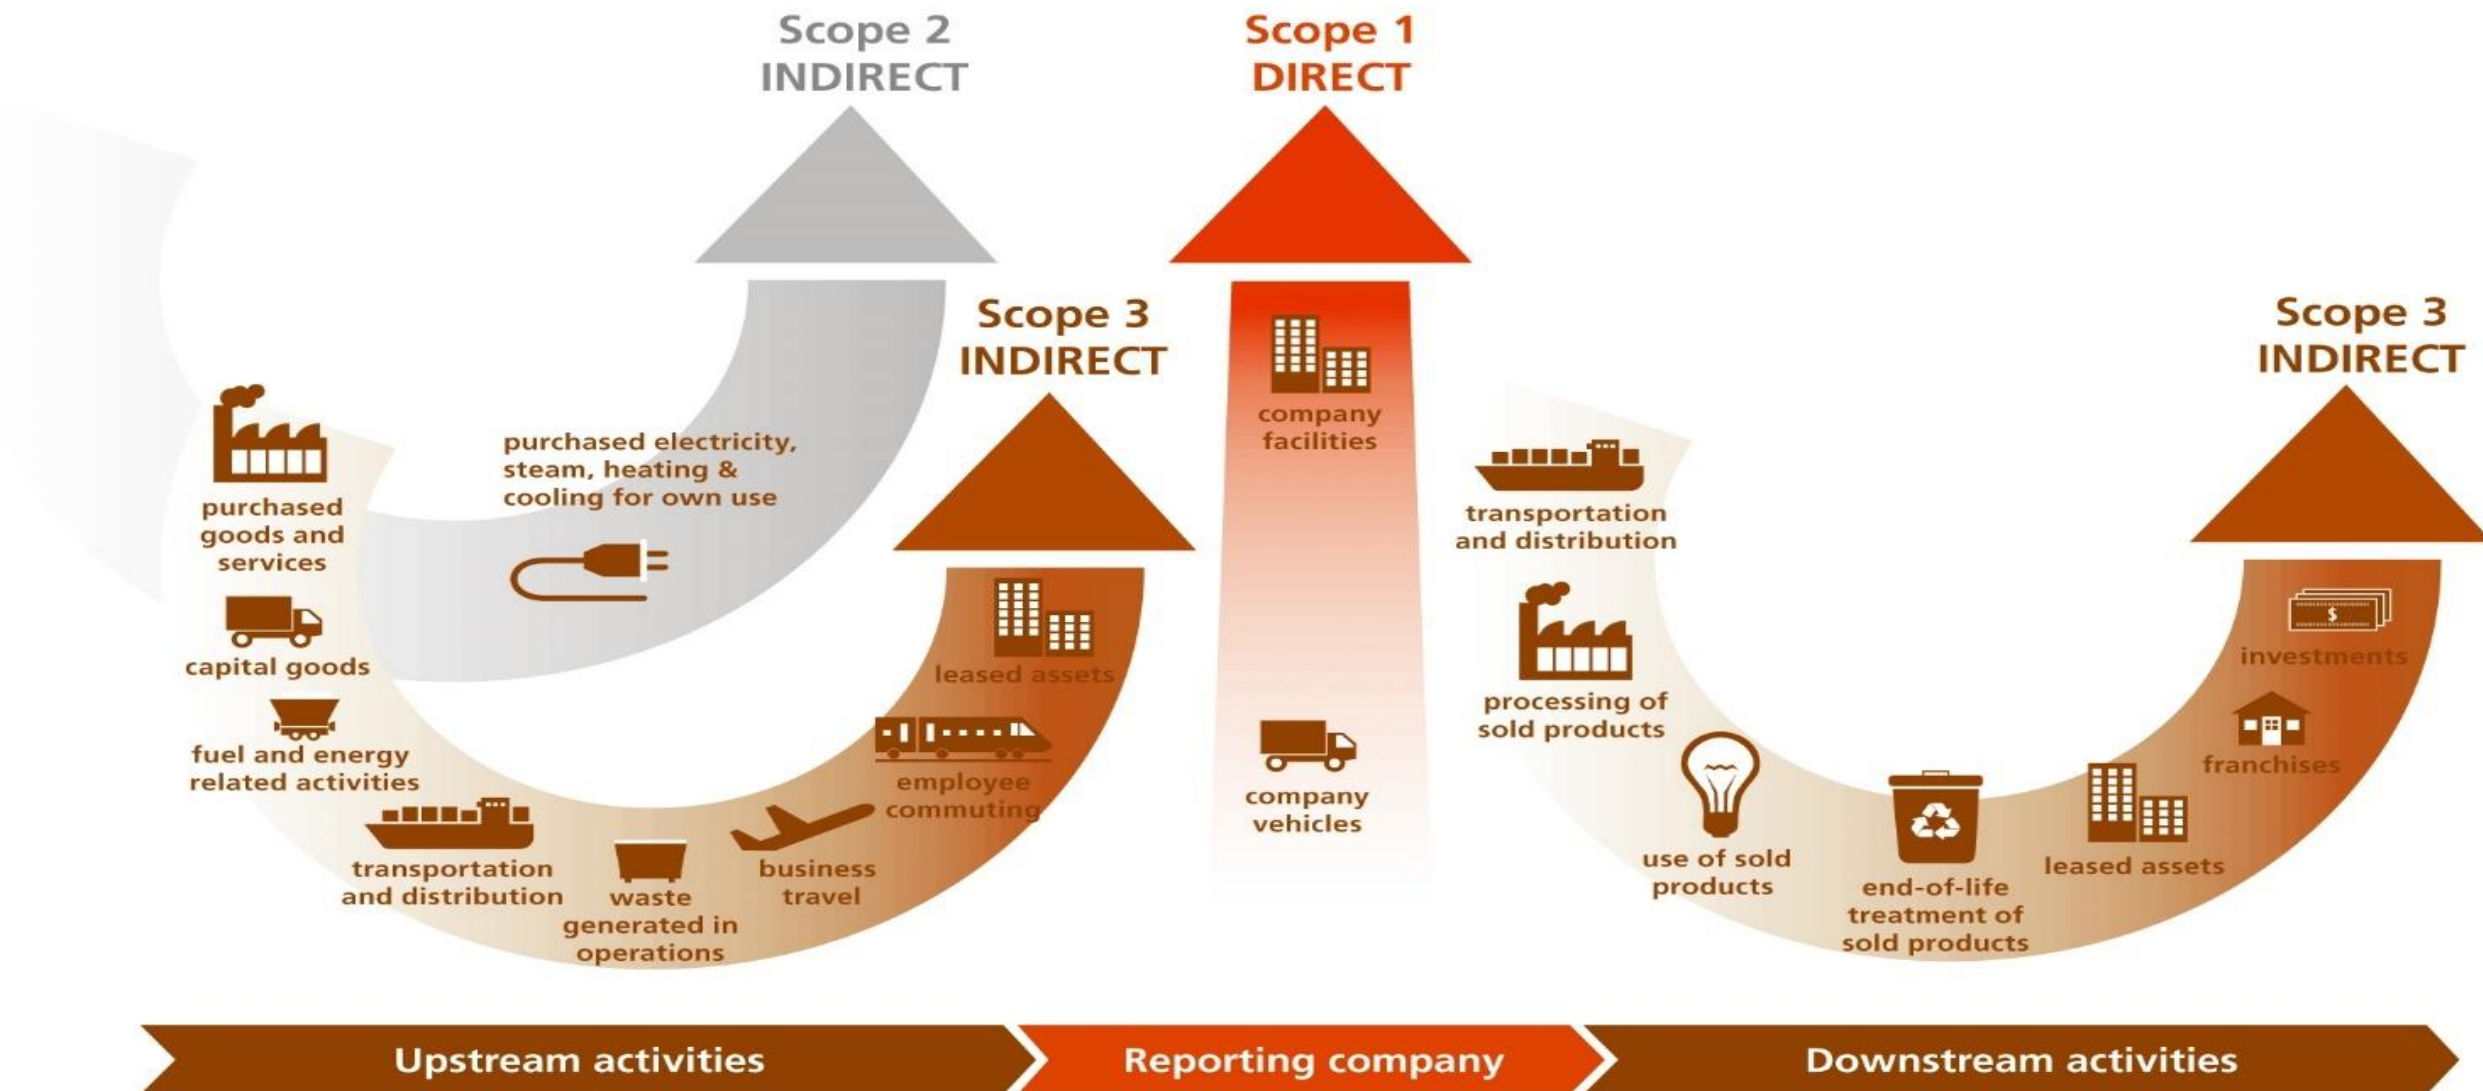 Scope 2
INDIRECT
Scope 1
DIRECT
Scope 3
INDIRECT
Scope 3
INDIRECT
purchased electricity,
steam, heating &
cooling for own use
purchased
goods and
services
capital goods
fuel and energy
related activities
transportation
and distribution
waste
generated in
operations
business
travel
employee
commuting
leased assets
company
facilities
company
vehicles
transportation
and distribution
processing of
sold products
use of sold
products
end-of-life
treatment of
sold products
leased assets
franchises
investments
$
Upstream activities
Reporting company
Downstream activities